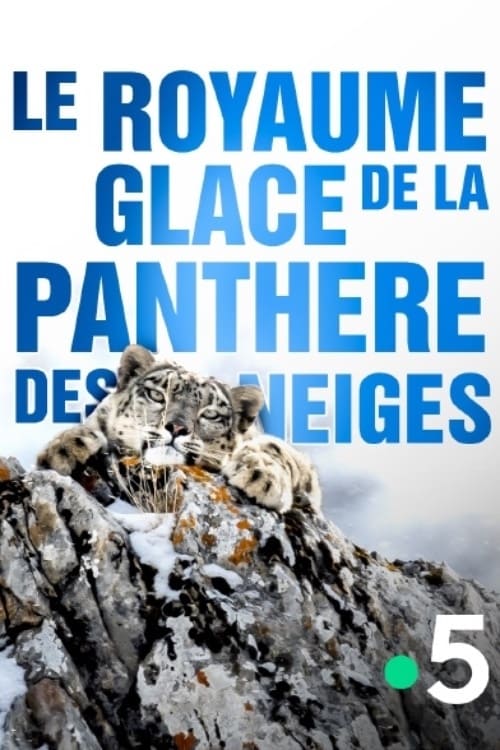 LE ROYAUME
GLACE DE LA
PANTHERE
DES NEIGES
.5